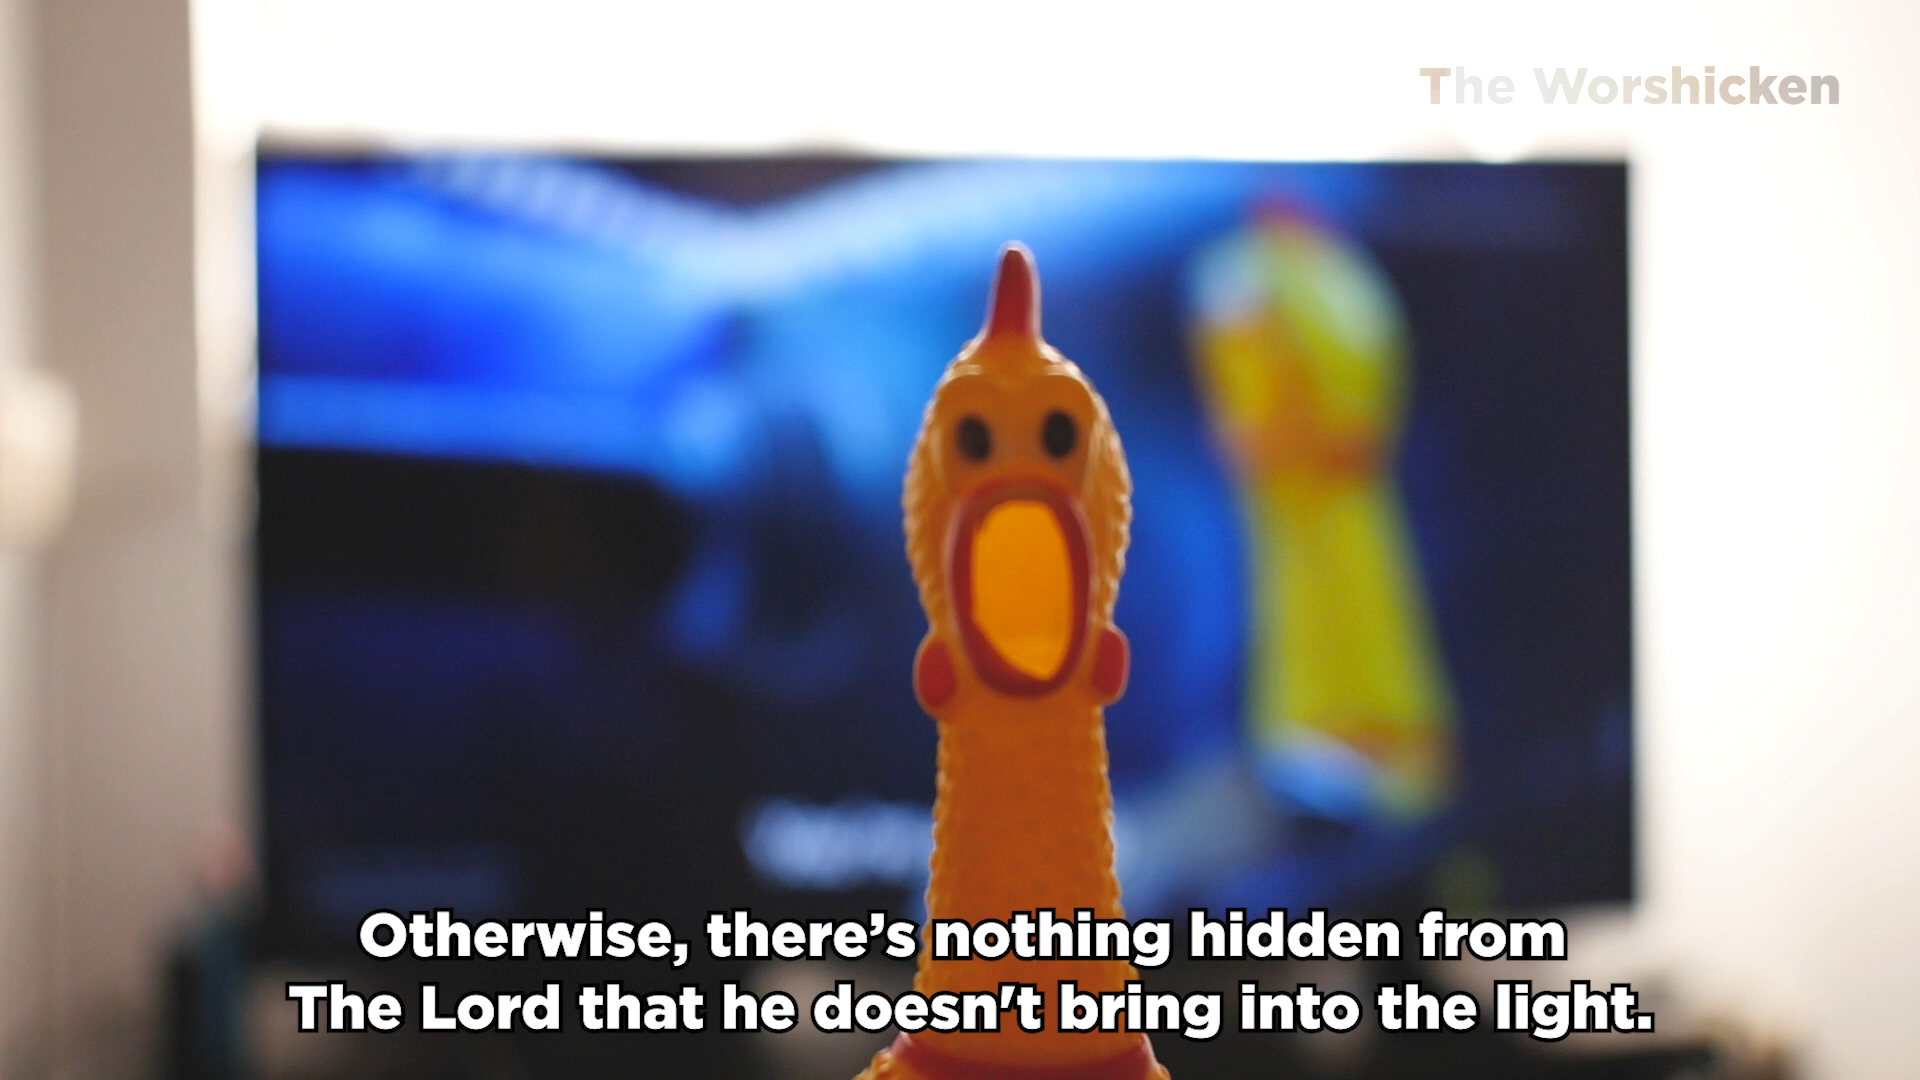 The Worshicken
Otherwise, there’s nothing hidden from
The Lord that he doesn't bring into the light.